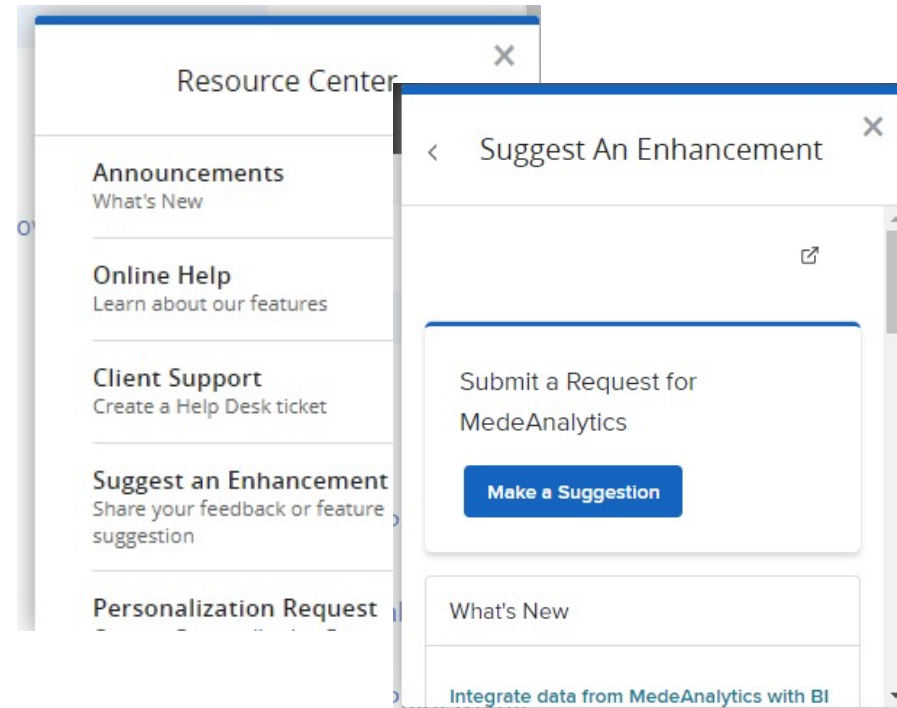 Resource Center
Announcements
What's New
Online Help
Learn about our features
Client Support
Create a Help Desk ticket
Suggest an Enhancement
Share your feedback or feature
suggestion
Personalization Request
Suggest An Enhancement
Submit a Request for
MedeAnalytics
Make a Suggestion
What's New
Integrate data from MedeAnalytics with BI